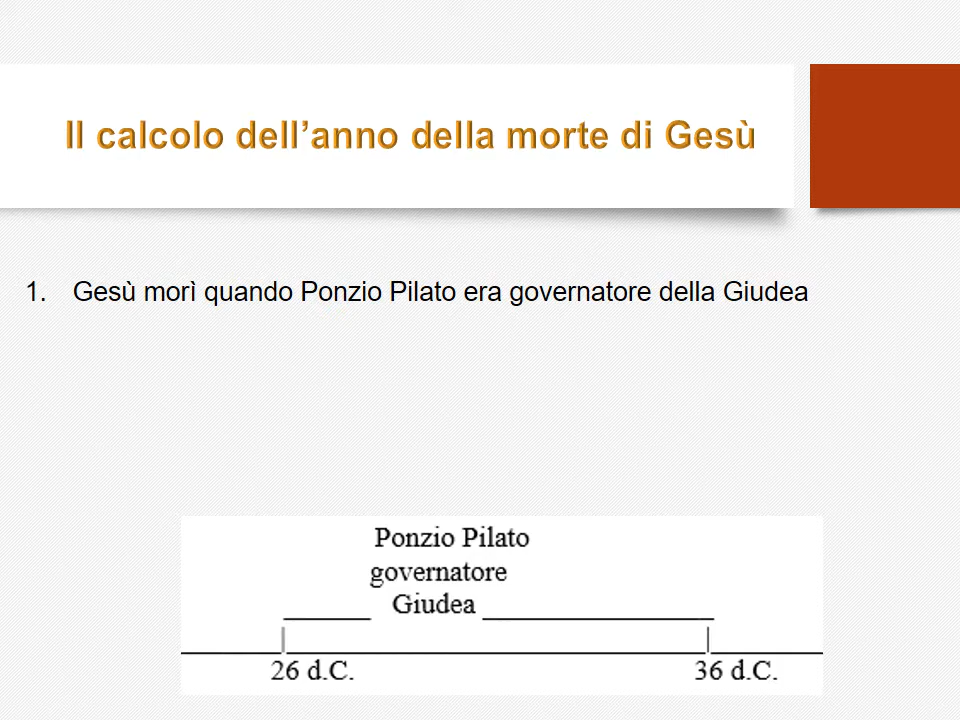 Il calcolo dell’anno della morte di Gesù
1. Gesù morì quando Ponzio Pilato era governatore della Giudea
Ponzio Pilato
governatore
Giudea
26 d.C. 36 d.C.